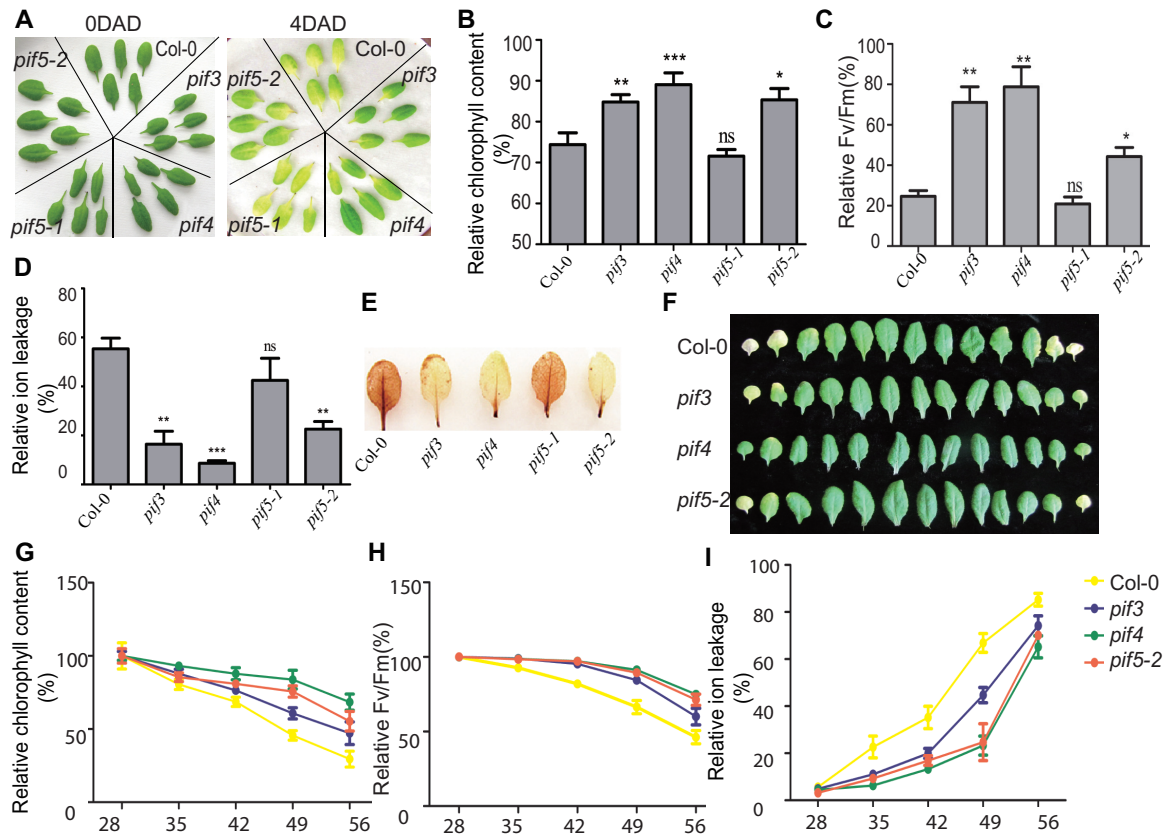 A
0DAD
4DAD
Col-0
pif3
pif4
pif5-1
pif5-2
Col-0
pif3
pif4
pif5-1
pif5-2
B
Relative chlorophyll content
(%)
100
90
80
70
60
50
**
***
ns
*
Col-0
pif3
pif4
pif5-1
pif5-2
C
Relative Fv/Fm(%)
100
80
60
40
20
0
**
**
ns
*
Col-0
pif3
pif4
pif5-1
pif5-2
D
Relative ion leakage
(%)
80
60
40
20
0
**
***
ns
**
Col-0
pif3
pif4
pif5-1
pif5-2
E
Col-0
pif3
pif4
pif5-1
pif5-2
F
Col-0
pif3
pif4
pif5-2
G
Relative chlorophyll content
(%)
150
100
50
0
28 35 42 49 56
H
Relative Fv/Fm(%)
150
100
50
0
28 35 42 49 56
I
Relative ion leakage
(%)
100
80
60
40
20
0
28 35 42 49 56
Col-0
pif3
pif4
pif5-2